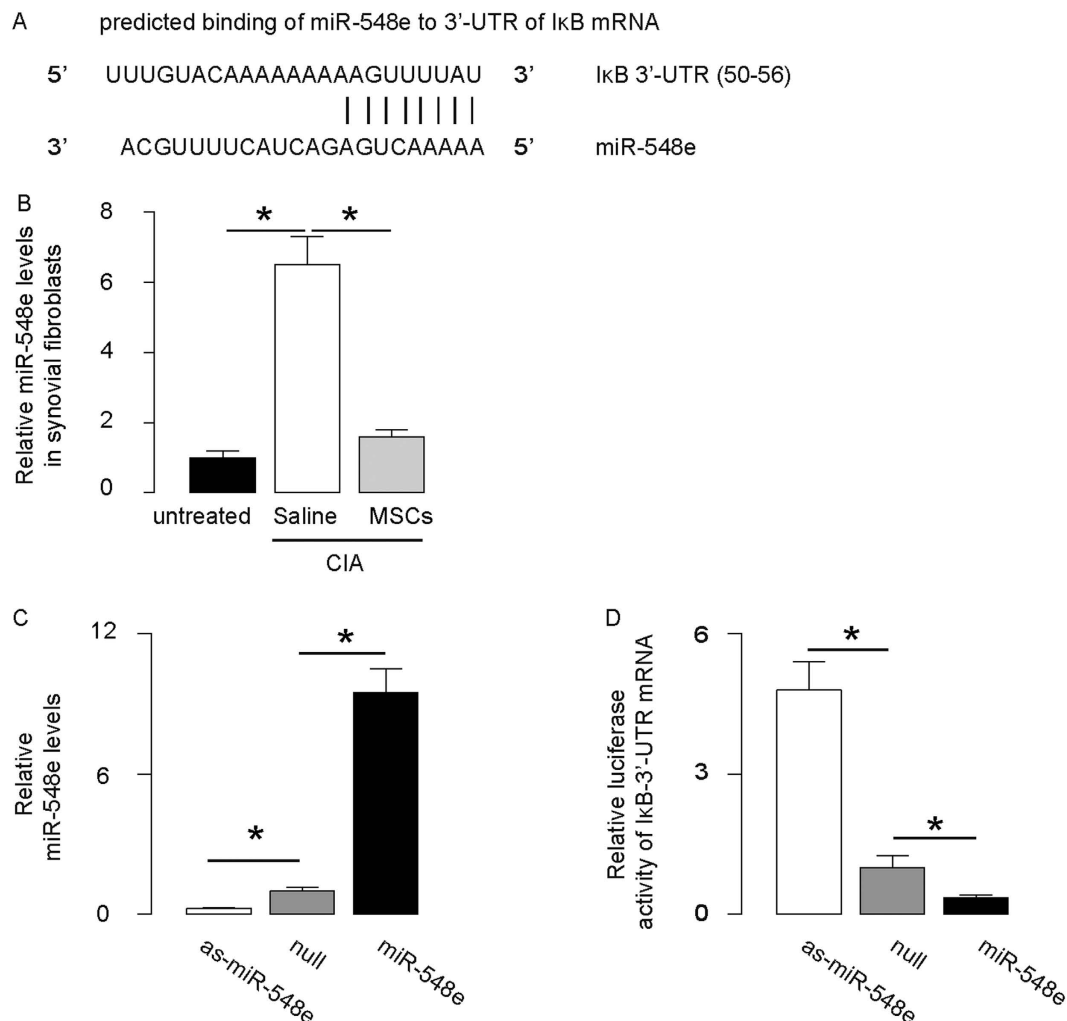 A predicted binding of miR-548e to 3'-UTR of IκB mRNA
5' UUUGUACAAAAAAAAAGUUUUAU 3' IκB 3'-UTR (50-56)
3' ACGUUUUCAUCAGAGUCAAAAA 5' miR-548e
B
Relative miR-548e levels
in synovial fibroblasts
8
*
*
6
4
2
0
untreated Saline MSCs
CIA
C
Relative
miR-548e levels
12
*
6
*
0
as-miR-548e
null
miR-548e
D
Relative luciferase
activity of IκB-3'-UTR mRNA
6
*
3
*
0
as-miR-548e
null
miR-548e